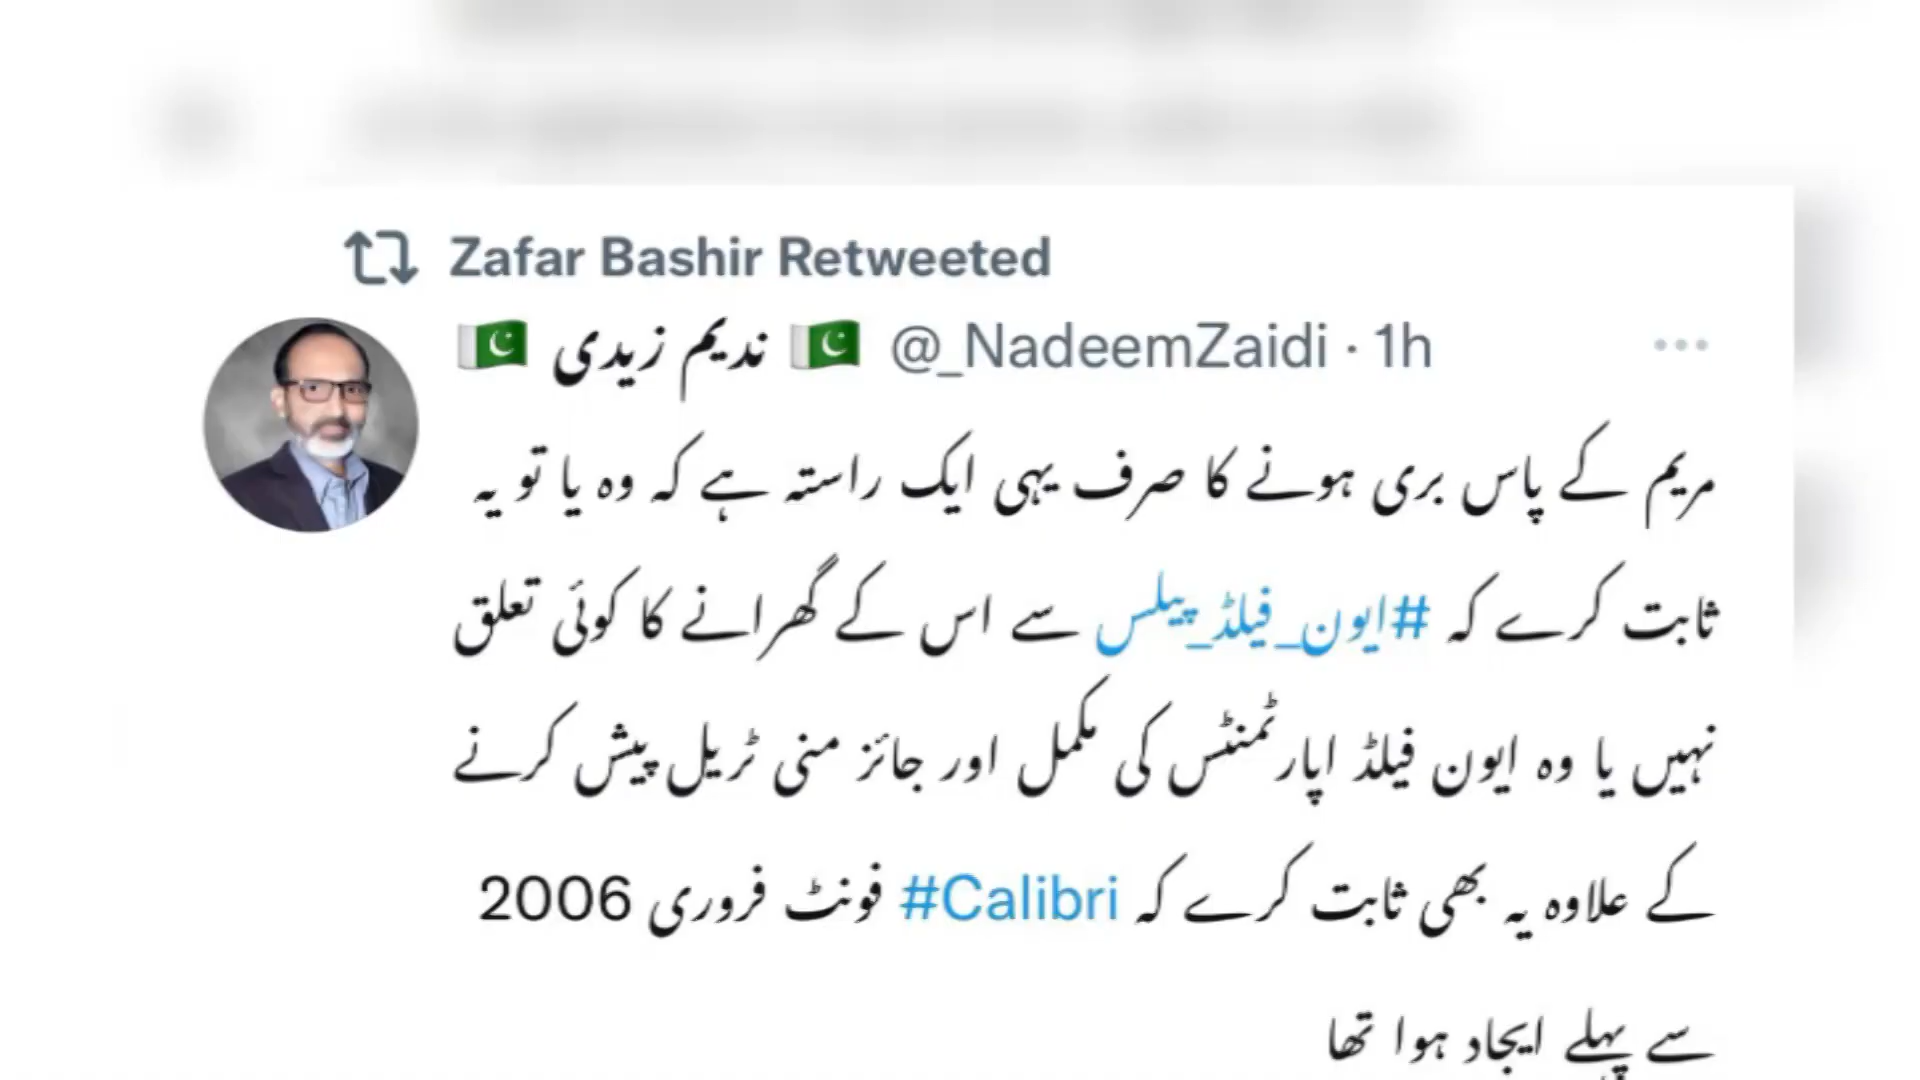 Zafar Bashir Retweeted
🇵🇰 ندیم زیدی 🇵🇰 @_NadeemZaidi · 1h
مریم کے پاس بری ہونے کا صرف یہی ایک راستہ ہے کہ وہ یا تو یہ
ثابت کرے کہ #ایون_فیلڈ_پیلس سے اس کے گھرانے کا کوئی تعلق
نہیں یا وہ ایون فیلڈ اپارٹمنٹس کی مکمل اور جائز منی ٹریل پیش کرنے
کے علاوہ یہ بھی ثابت کرے کہ #Calibri فونٹ فروری 2006
سے پہلے ایجاد ہوا تھا